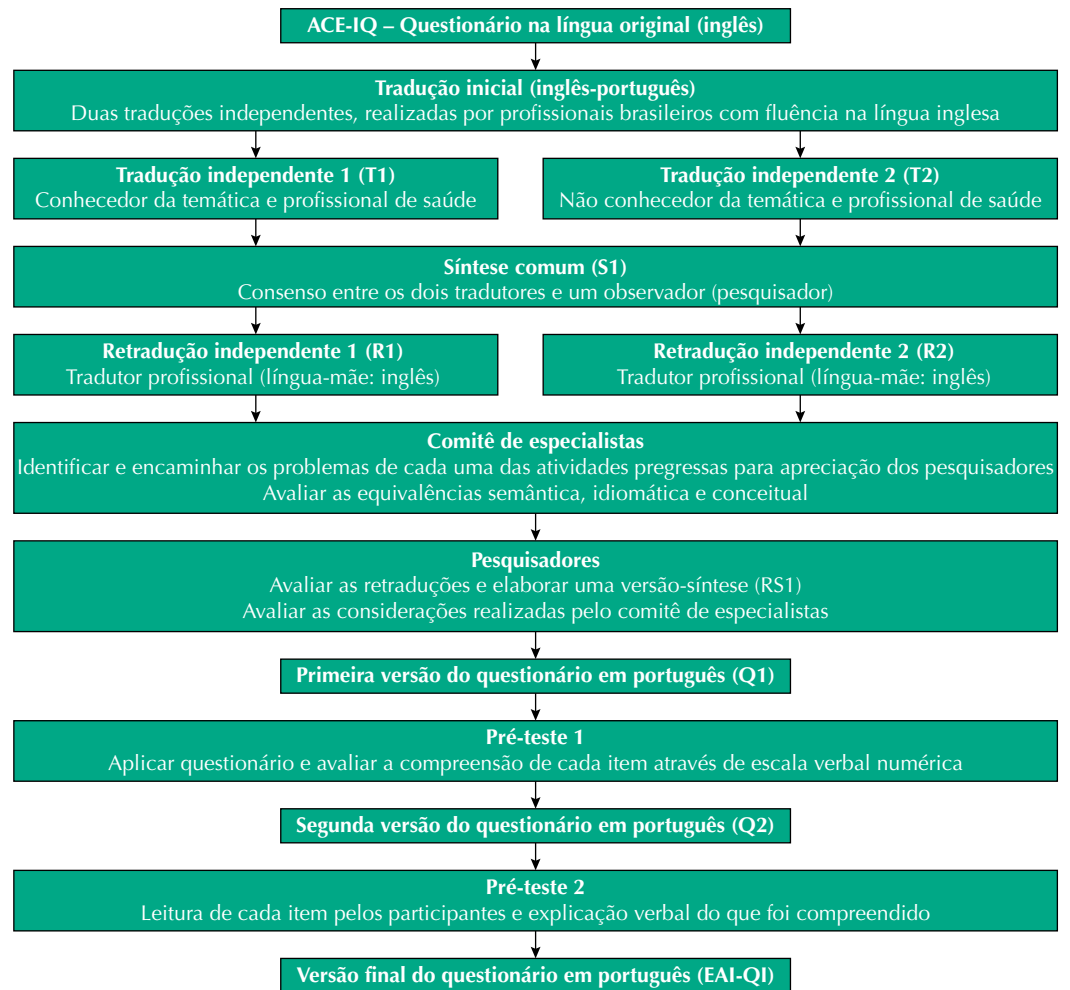 ACE-IQ – Questionário na língua original (inglês)
Tradução inicial (inglês-português)
Duas traduções independentes, realizadas por profissionais brasileiros com fluência na língua inglesa
Tradução independente 1 (T1)
Conhecedor da temática e profissional de saúde
Tradução independente 2 (T2)
Não conhecedor da temática e profissional de saúde
Síntese comum (S1)
Consenso entre os dois tradutores e um observador (pesquisador)
Retradução independente 1 (R1)
Tradutor profissional (língua-mãe: inglês)
Retradução independente 2 (R2)
Tradutor profissional (língua-mãe: inglês)
Comitê de especialistas
Identificar e encaminhar os problemas de cada uma das atividades pregressas para apreciação dos pesquisadores
Avaliar as equivalências semântica, idiomática e conceitual
Pesquisadores
Avaliar as retraduções e elaborar uma versão-síntese (RS1)
Avaliar as considerações realizadas pelo comitê de especialistas
Primeira versão do questionário em português (Q1)
Pré-teste 1
Aplicar questionário e avaliar a compreensão de cada item através de escala verbal numérica
Segunda versão do questionário em português (Q2)
Pré-teste 2
Leitura de cada item pelos participantes e explicação verbal do que foi compreendido
Versão final do questionário em português (EAI-QI)